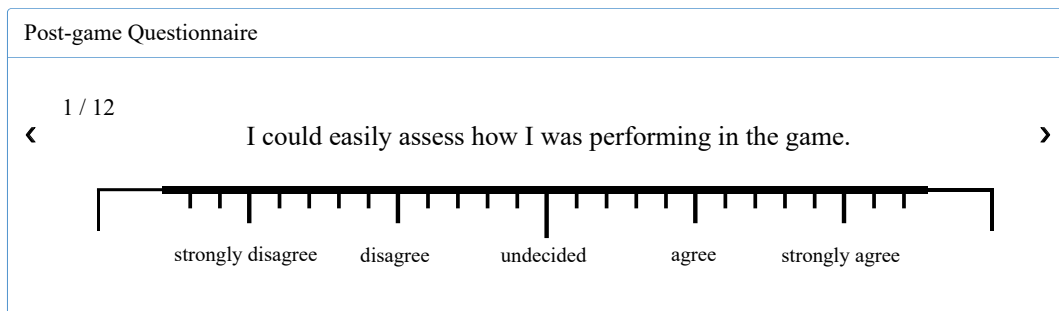 Post-game Questionnaire
1 / 12
‹ I could easily assess how I was performing in the game. ›
strongly disagree disagree undecided agree strongly agree